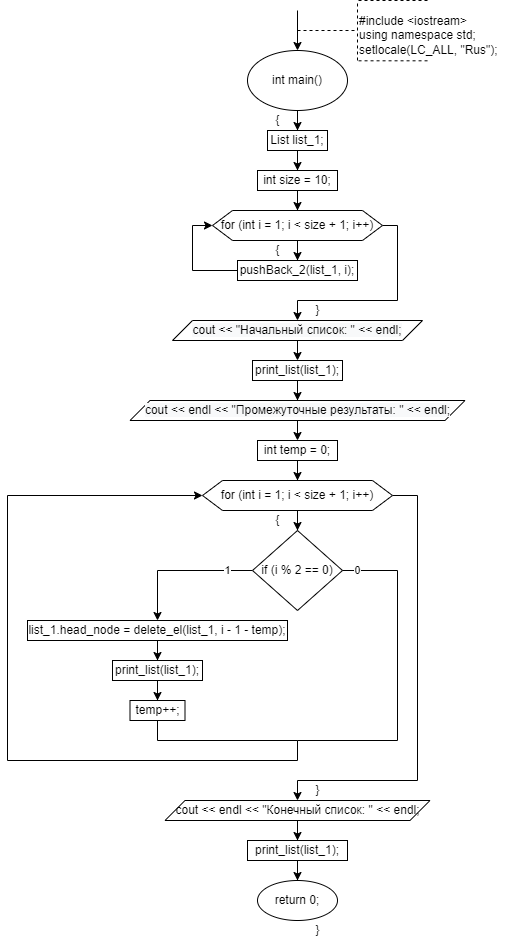 #include <iostream>
using namespace std;
setlocale(LC_ALL, "Rus");
int main()
{
List list_1;
int size = 10;
for (int i = 1; i < size + 1; i++)
{
pushBack_2(list_1, i);
}
cout << "Начальный список: " << endl;
print_list(list_1);
cout << endl << "Промежуточные результаты: " << endl;
int temp = 0;
for (int i = 1; i < size + 1; i++)
{
1
if (i % 2 == 0)
0
list_1.head_node = delete_el(list_1, i - 1 - temp);
print_list(list_1);
temp++;
}
cout << endl << "Конечный список: " << endl;
print_list(list_1);
return 0;
}